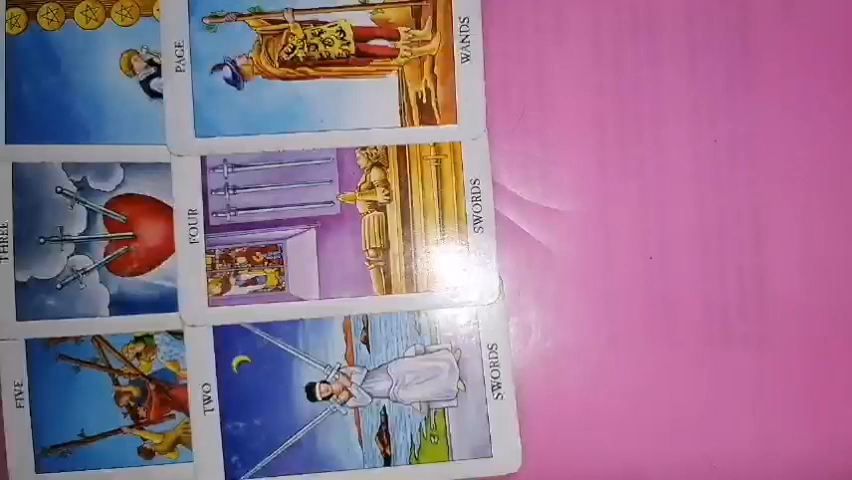 PAGE
WANDS
THREE
FOUR
SWORDS
FIVE
TWO
SWORDS